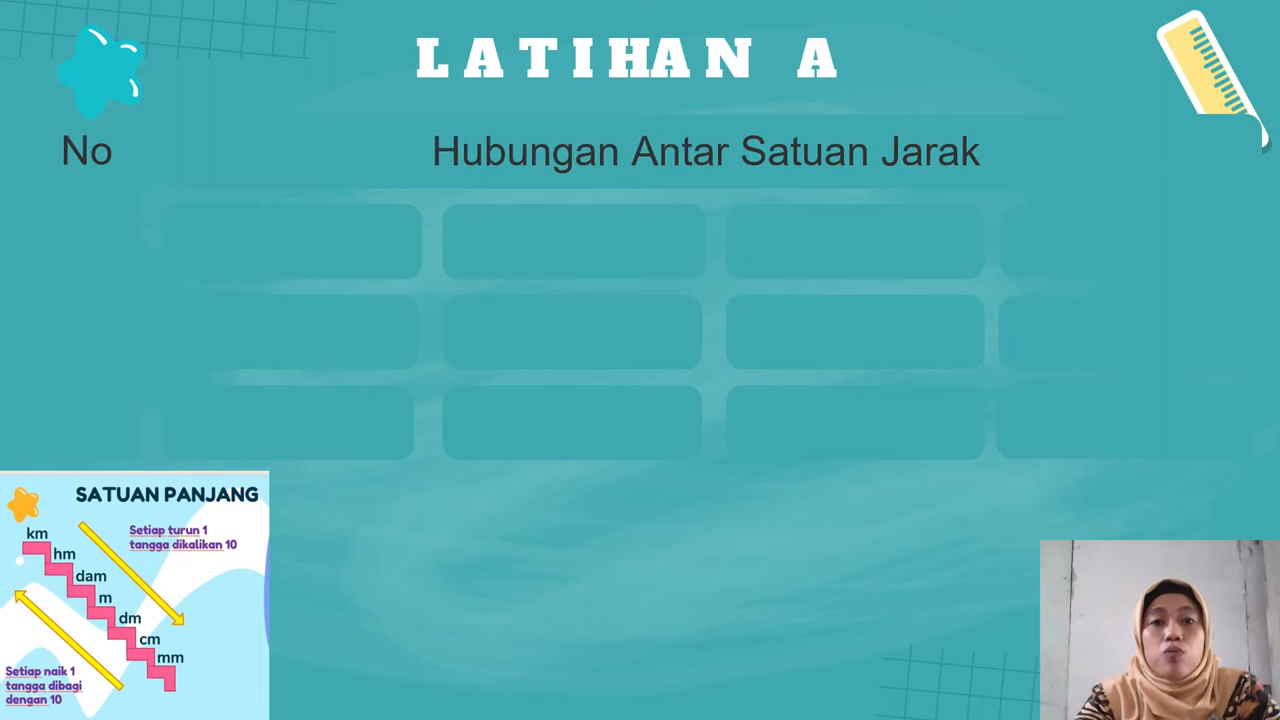 LATIHAN A
No
Hubungan Antar Satuan Jarak
SATUAN PANJANG
Setiap turun 1
tangga dikalikan 10
km
hm
dam
m
dm
cm
mm
Setiap naik 1
tangga dibagi
dengan 10